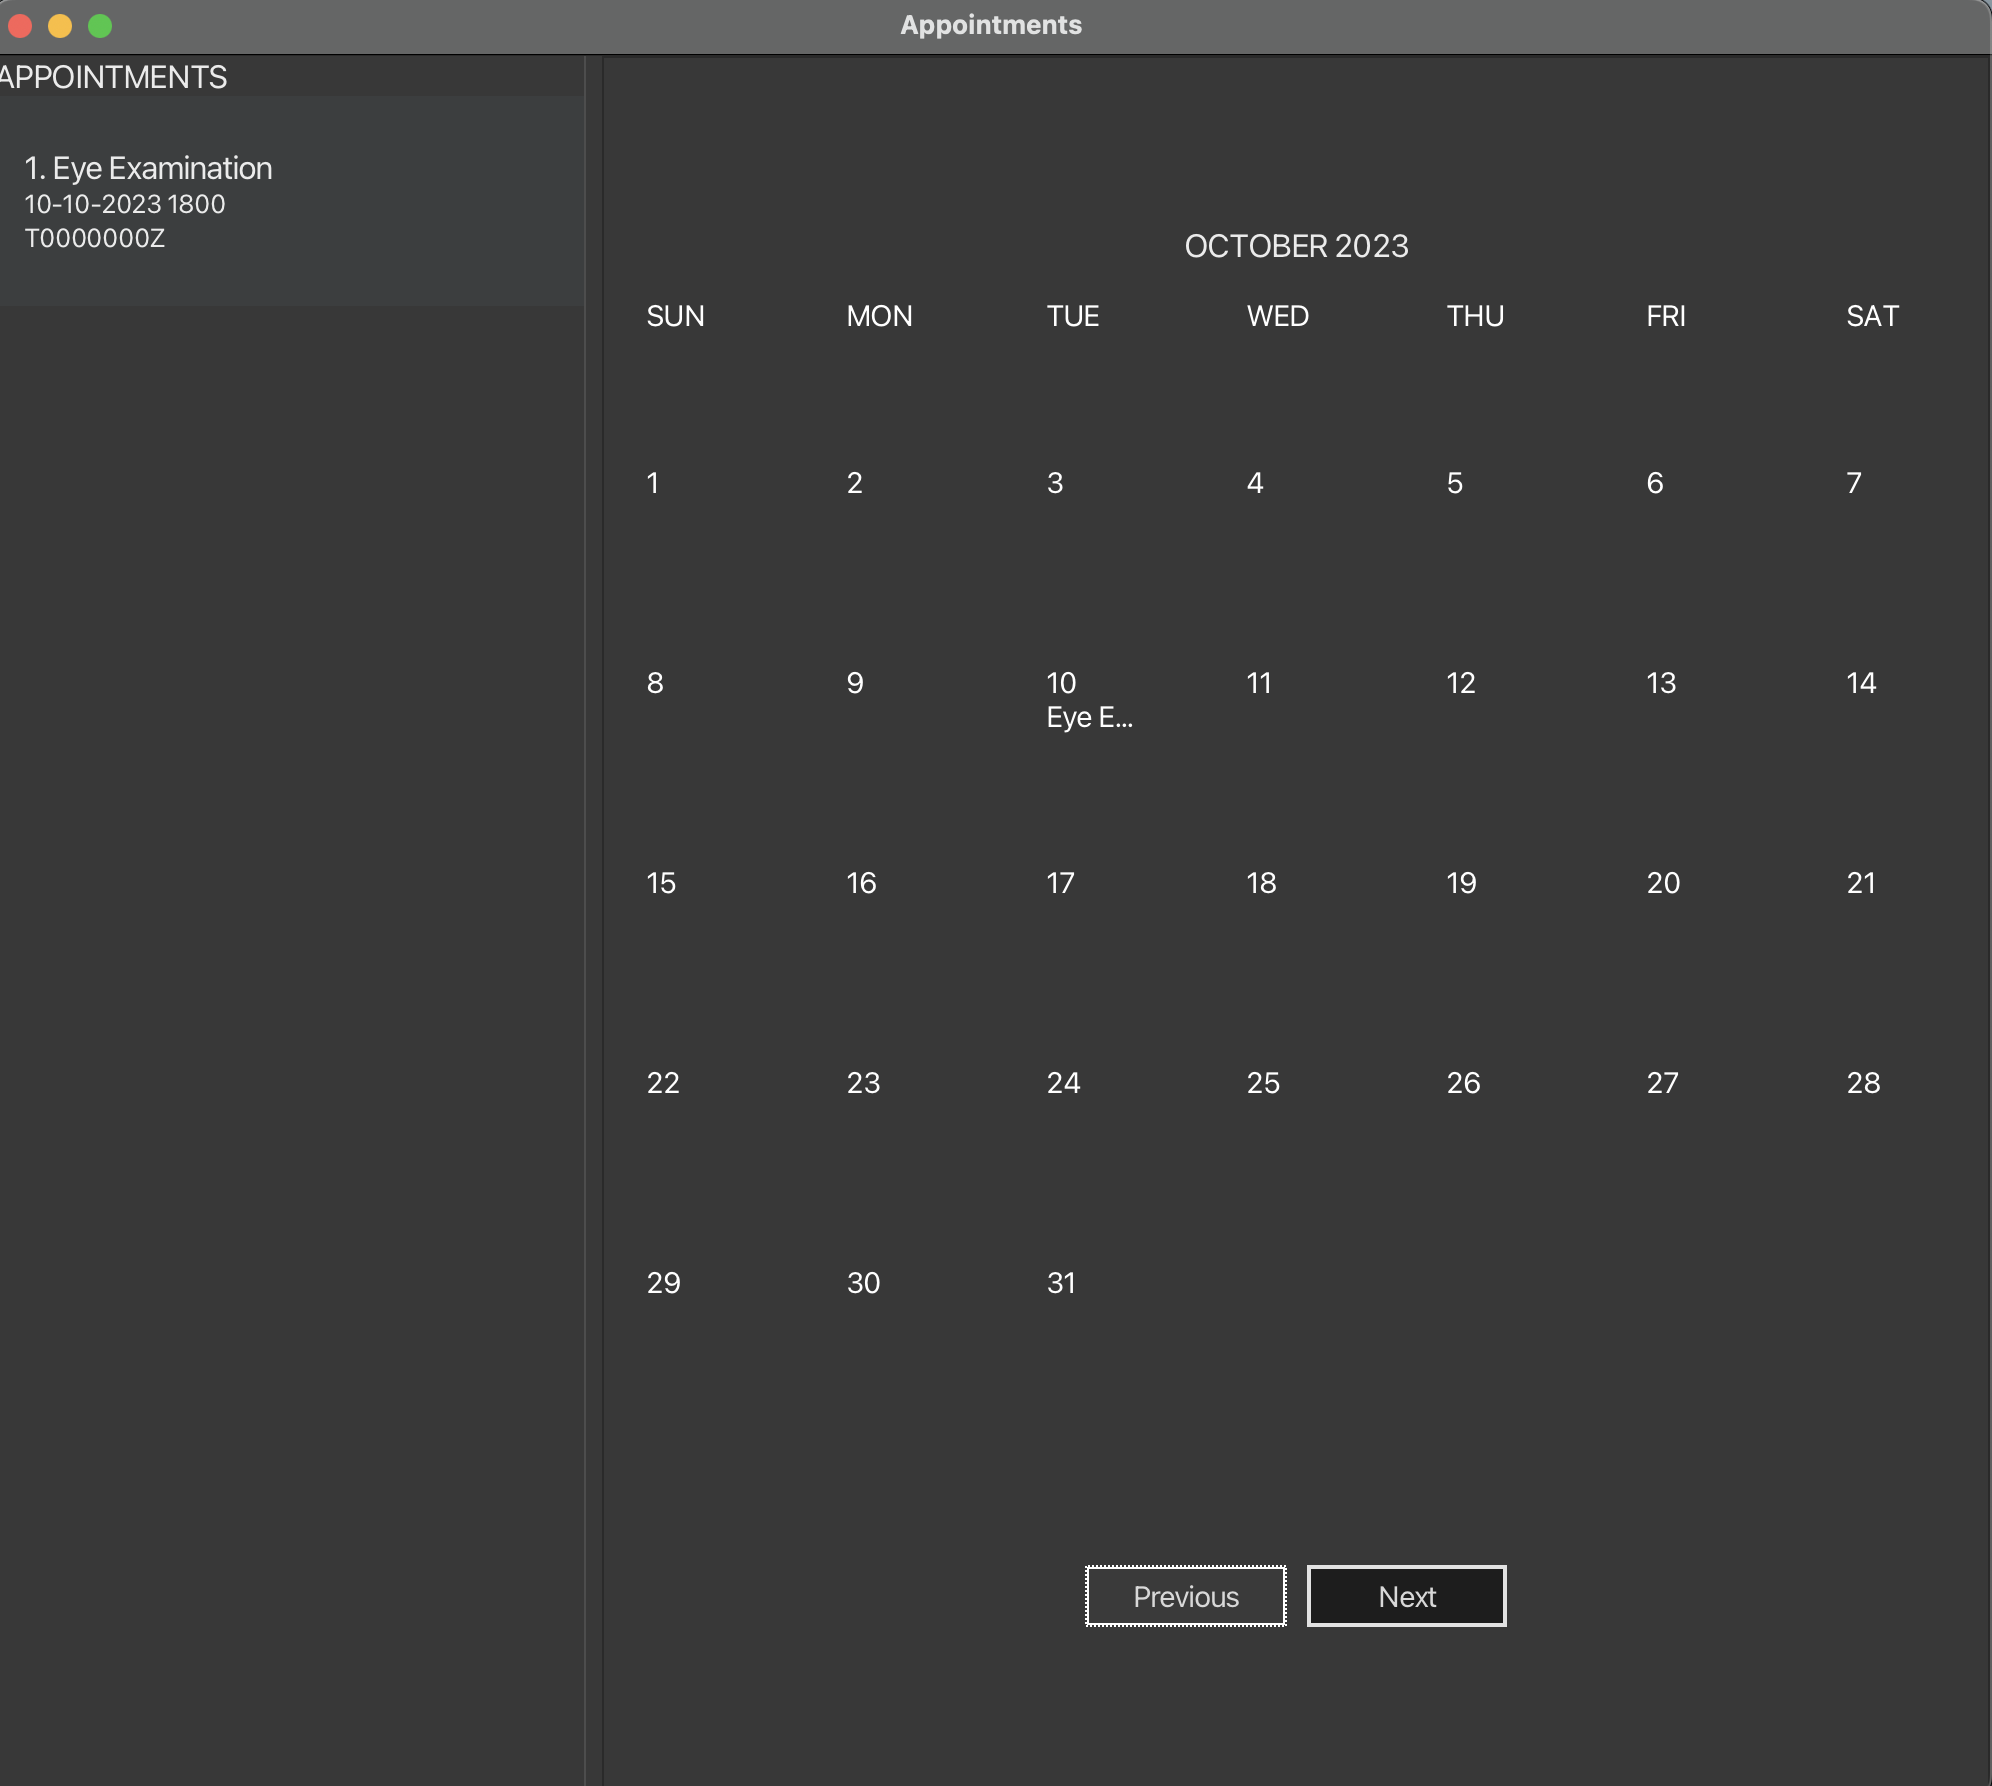 Appointments
APPOINTMENTS
1. Eye Examination
10-10-2023 1800
T0000000Z
OCTOBER 2023
SUN MON TUE WED THU FRI SAT
1 2 3 4 5 6 7
8 9 10 11 12 13 14
Eye E...
15 16 17 18 19 20 21
22 23 24 25 26 27 28
29 30 31
Previous Next